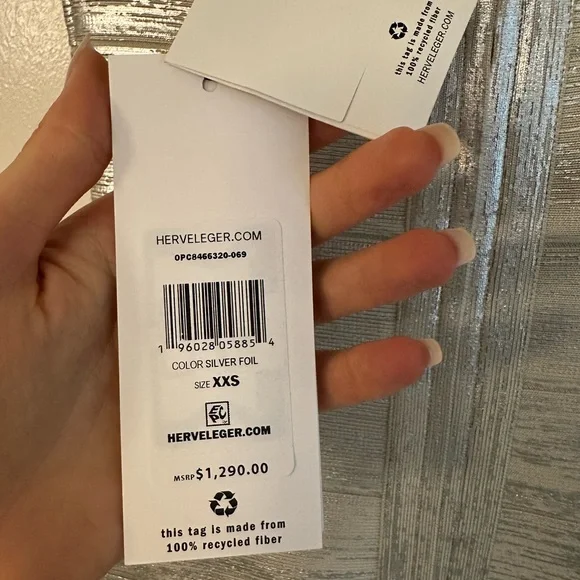 this tag is made from
100% recycled fiber
HERVELEGER.COM
HERVELEGER.COM
0PC8466320-069
1 96028 05885 4
COLOR SILVER FOIL
SIZE XXS
HERVELEGER.COM
MSRP $1,290.00
this tag is made from
100% recycled fiber